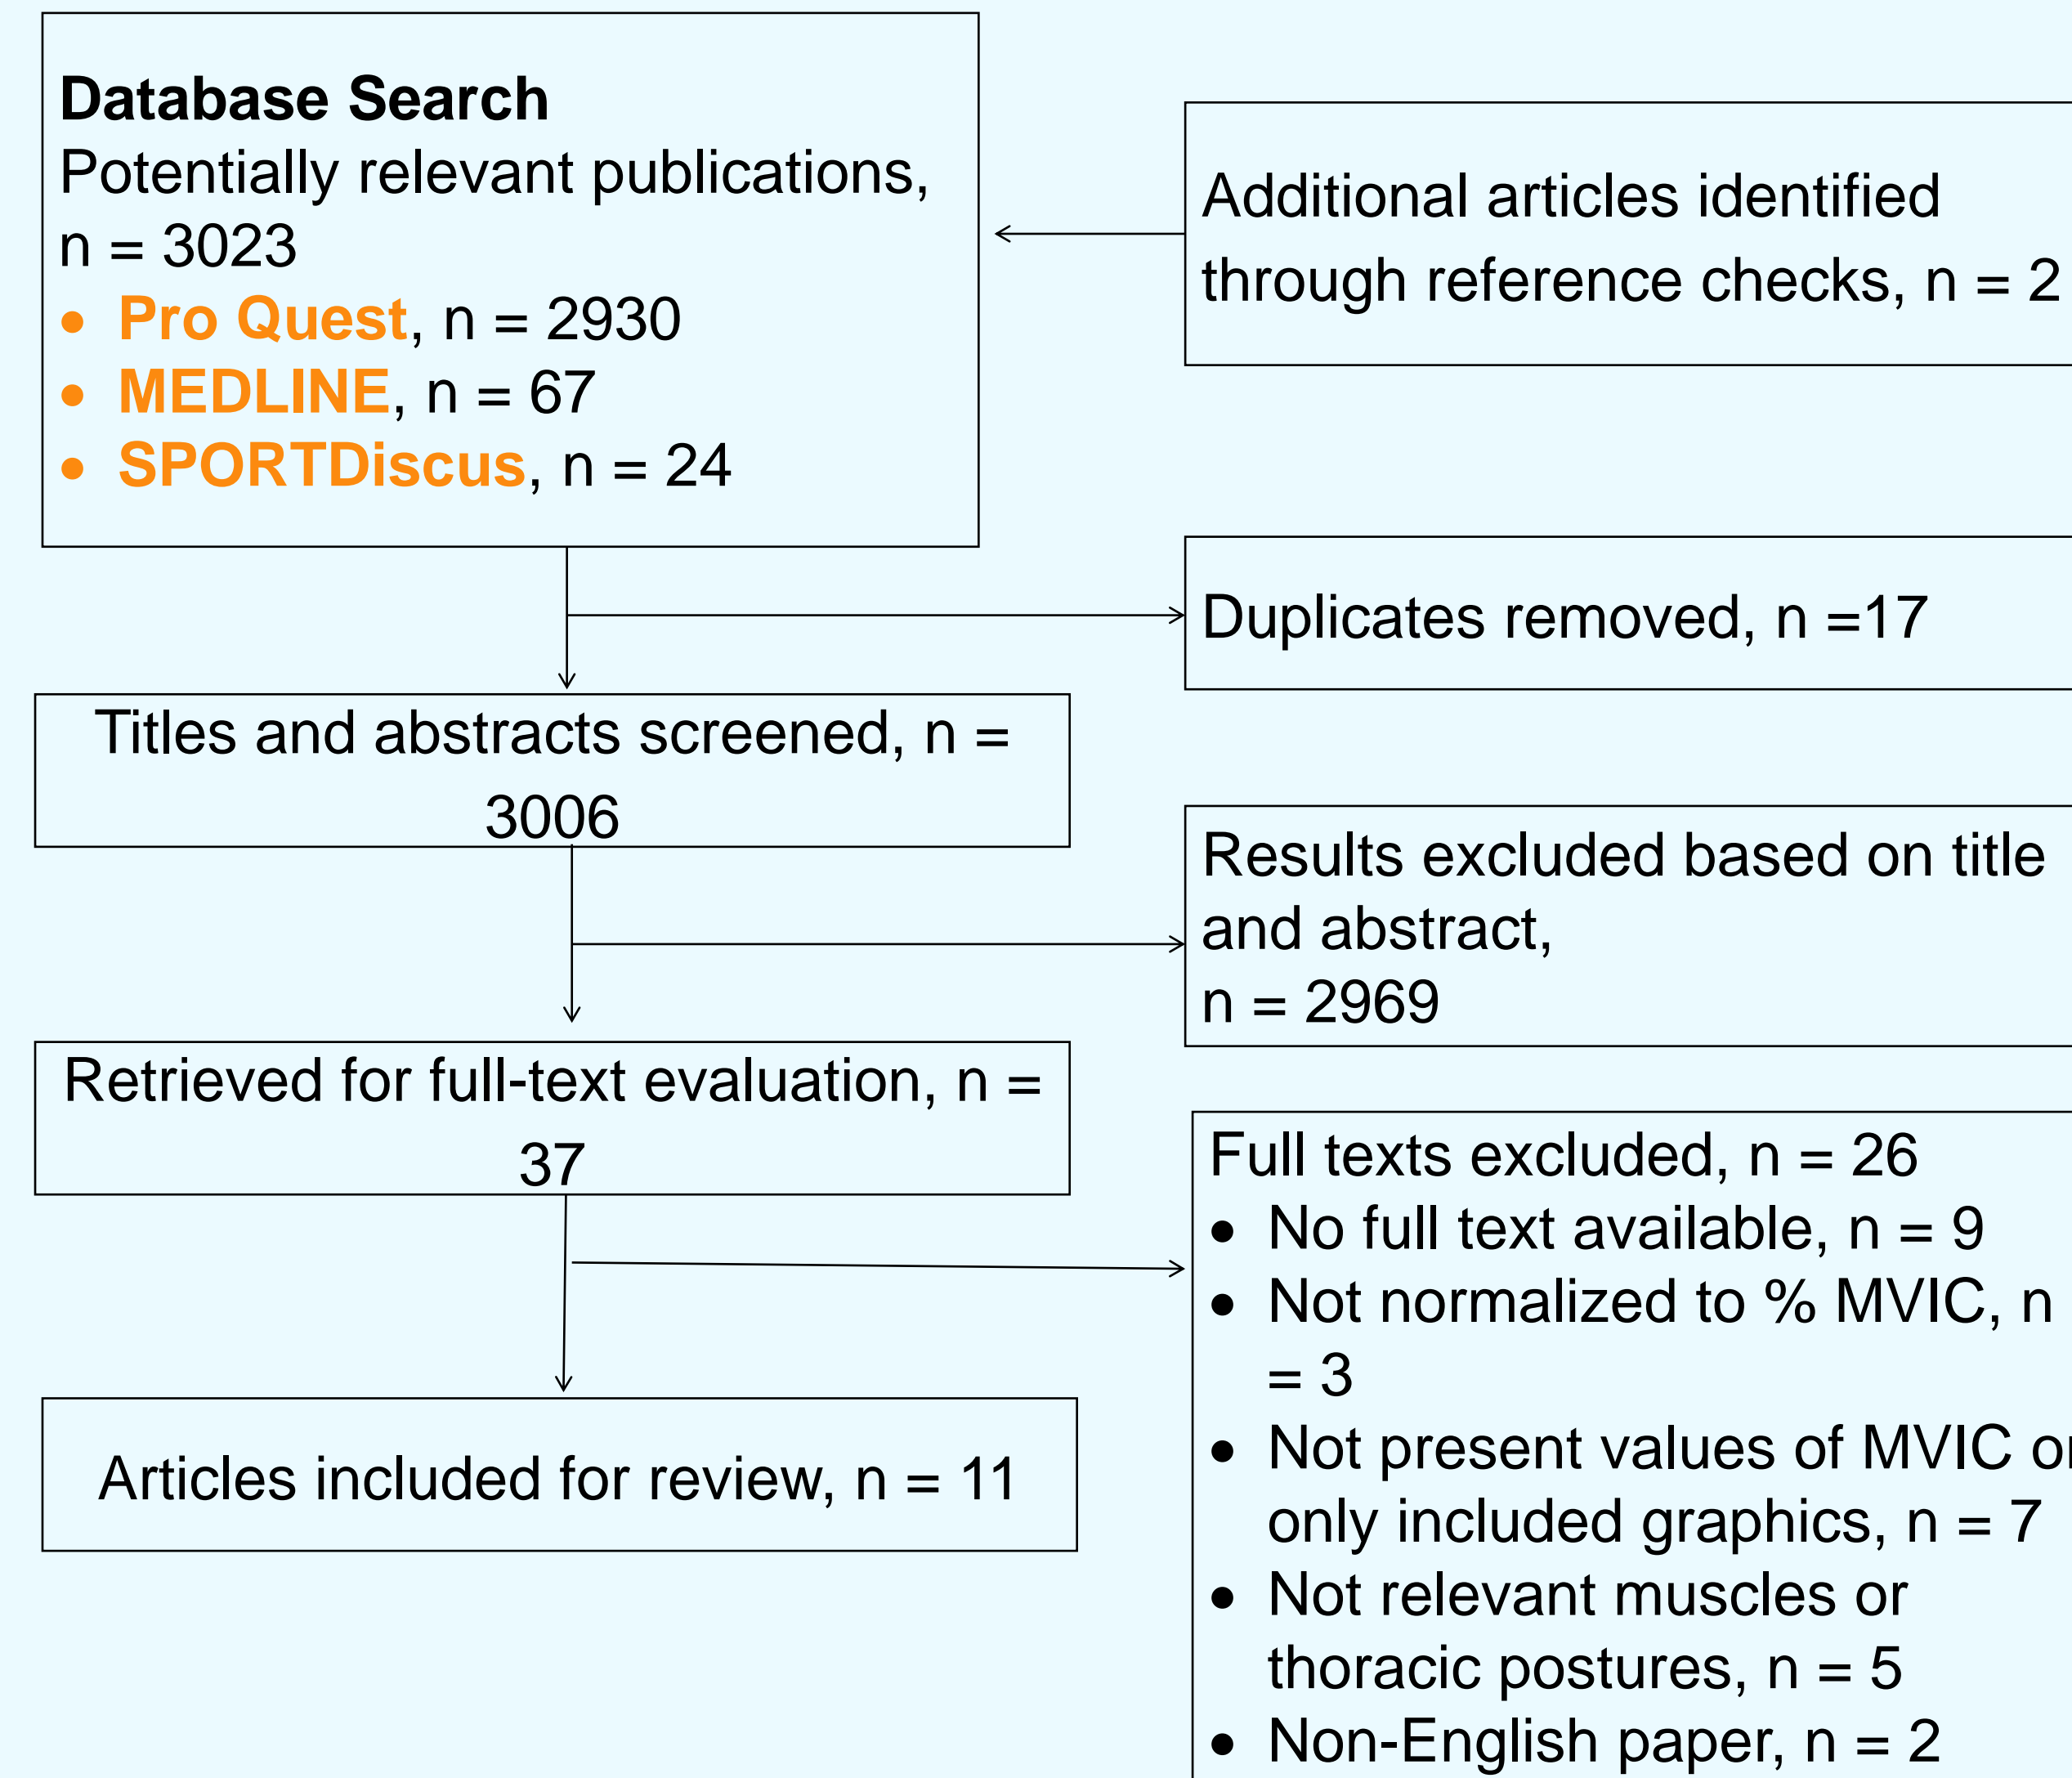 Database Search
Potentially relevant publications,
n = 3023
● Pro Quest, n = 2930
● MEDLINE, n = 67
● SPORTDiscus, n = 24
Additional articles identified
through reference checks, n = 2
Duplicates removed, n =17
Titles and abstracts screened, n =
3006
Results excluded based on title
and abstract,
n = 2969
Retrieved for full-text evaluation, n =
37
Full texts excluded, n = 26
● No full text available, n = 9
● Not normalized to % MVIC, n
= 3
● Not present values of MVIC or
only included graphics, n = 7
● Not relevant muscles or
thoracic postures, n = 5
● Non-English paper, n = 2
Articles included for review, n = 11